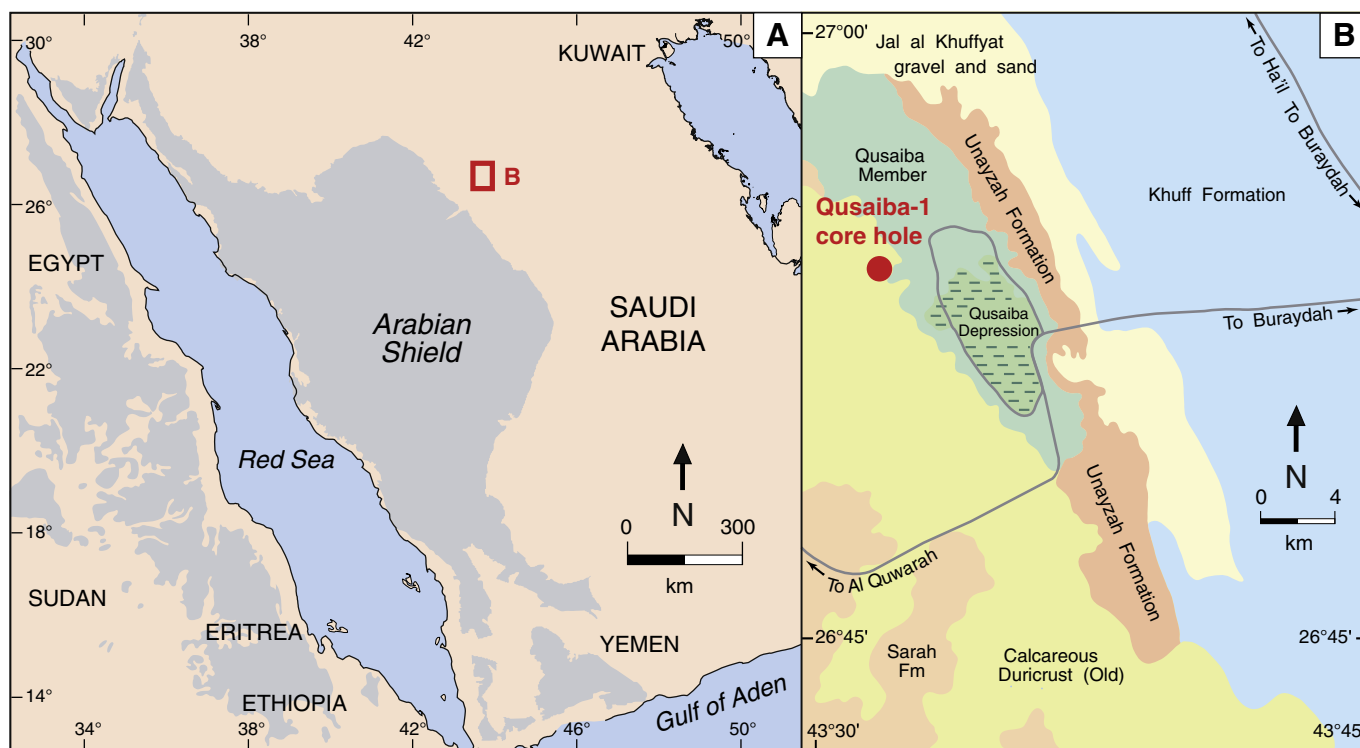 38°
42°
50°
A
30°
KUWAIT
B
26°
EGYPT
SAUDI
ARABIA
Arabian
Shield
22°
Red Sea
N
0 300
km
18°
SUDAN
ERITREA
YEMEN
ETHIOPIA
14°
Gulf of Aden
34°
38°
42°
46°
50°
27°00'
B
Jal al Khuffyat
gravel and sand
To Ha'il To Buraydah
Qusaiba
Member
Unayzah Formation
Khuff Formation
Qusaiba-1
core hole
Qusaiba
Depression
To Buraydah
N
0 4
km
Unayzah Formation
To Al Quwarah
26°45'
26°45'
Sarah
Fm
Calcareous
Duricrust (Old)
43°30'
43°45'